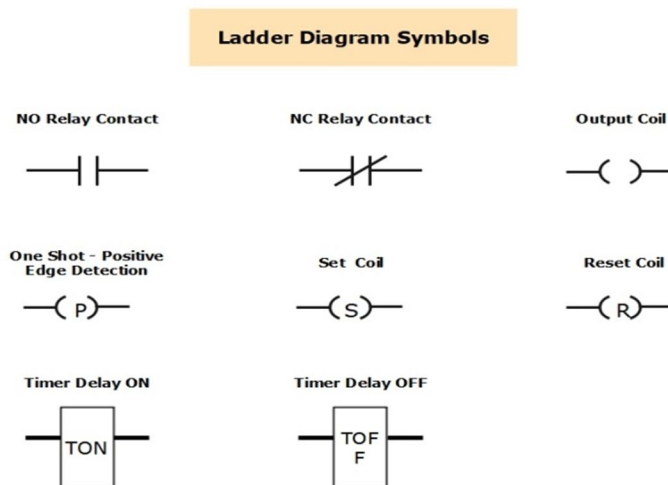 Ladder Diagram Symbols
NO Relay Contact
NC Relay Contact
Output Coil
One Shot - Positive
Edge Detection
P
Set Coil
S
Reset Coil
R
Timer Delay ON
TON
Timer Delay OFF
TOF
F